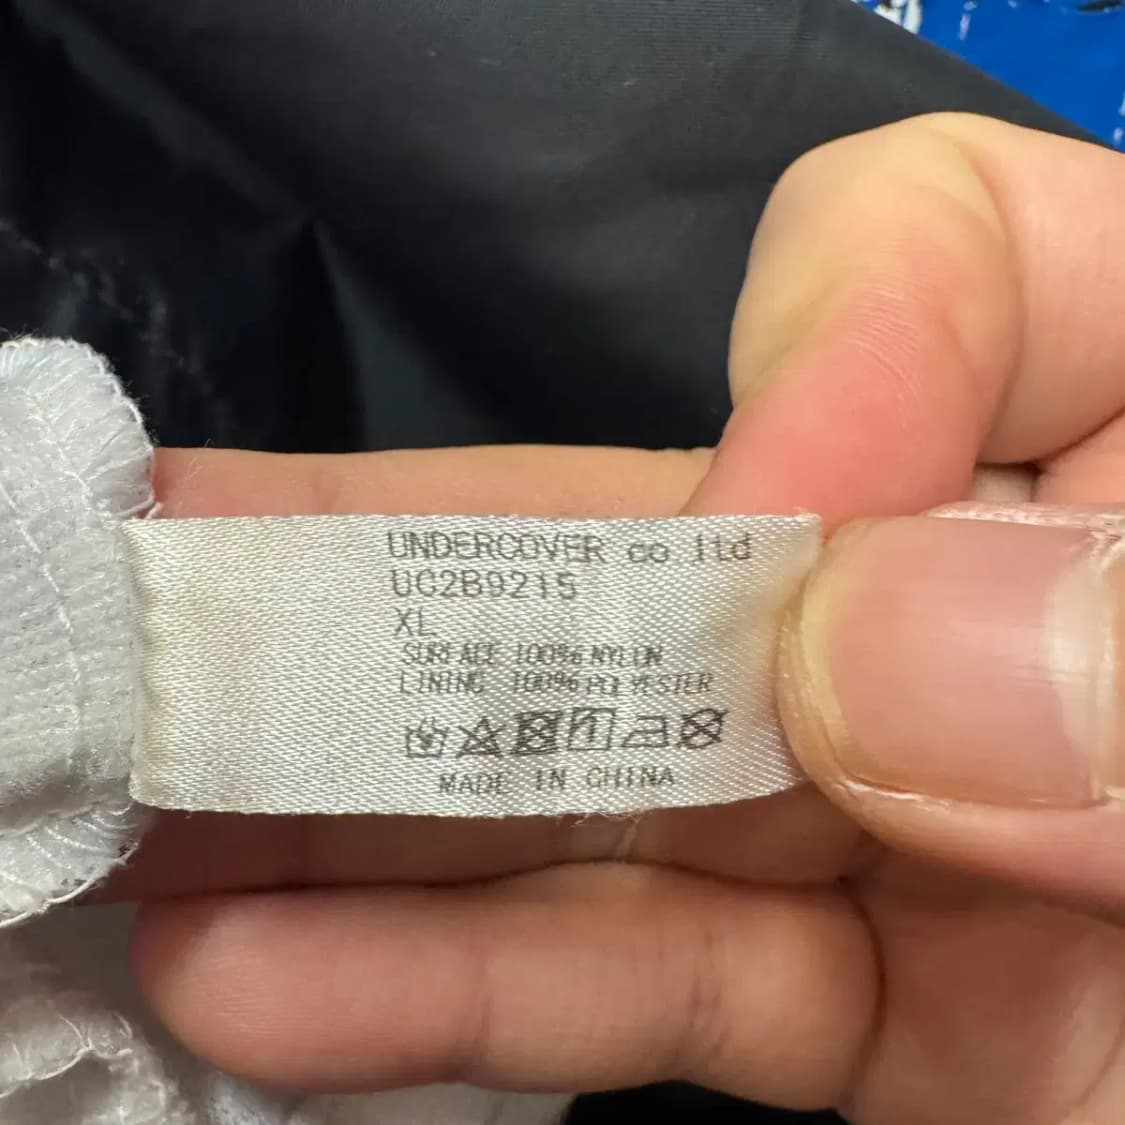 UNDERCOVER co ltd
UC2B9215
XL
SURFACE 100% NYLON
LINING 100% POLYESTER
MADE IN CHINA